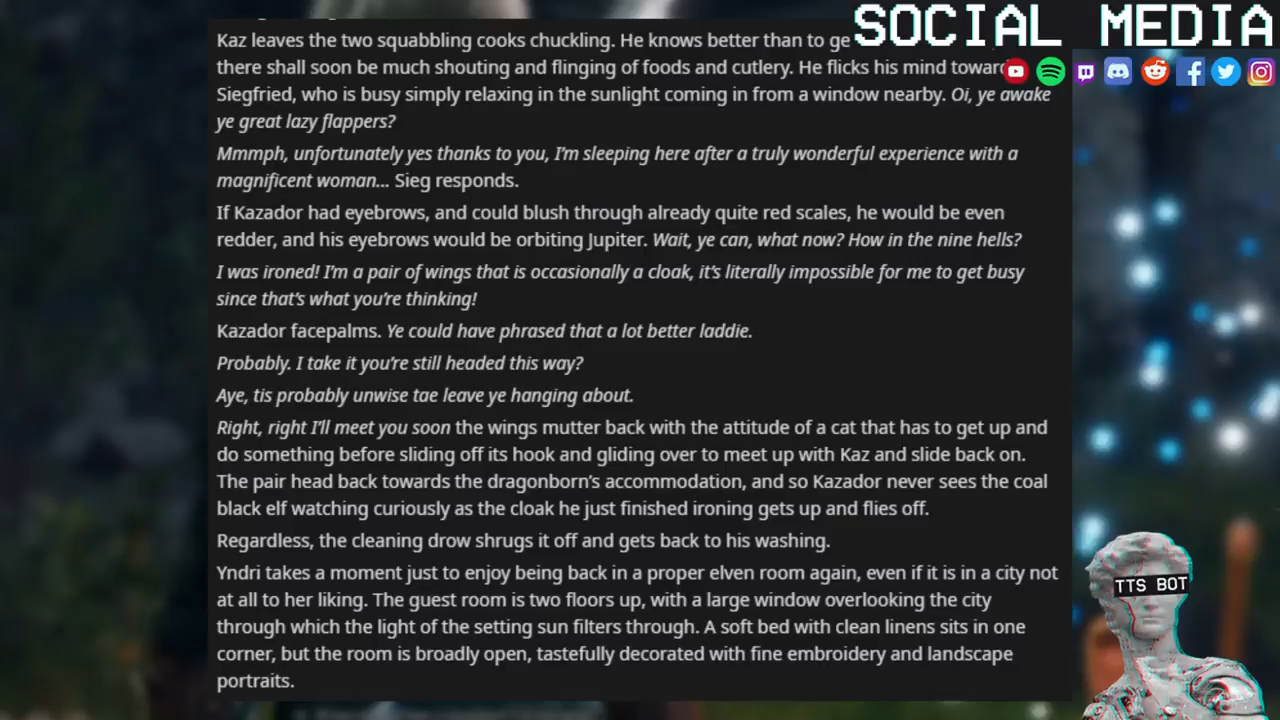 SOCIAL MEDIA
Kaz leaves the two squabbling cooks chuckling. He knows better than to
there shall soon be much shouting and flinging of foods and cutlery. He flicks his mind
Siegfried, who is busy simply relaxing in the sunlight coming in from a window nearby. Oi, ye awake
ye great lazy flappers?
Mmmph, unfortunately yes thanks to you, I'm sleeping here after a truly wonderful experience with a
magnificent woman... Sieg responds.
If Kazador had eyebrows, and could blush through already quite red scales, he would be even
redder, and his eyebrows would be orbiting Jupiter. Wait, ye can, what now? How in the nine hells?
I was ironed! I'm a pair of wings that is occasionally a cloak, it's literally impossible for me to get busy
since that's what you're thinking!
Kazador facepalms. Ye could have phrased that a lot better laddie.
Probably. I take it you're still headed this way?
Aye, tis probably unwise tae leave ye hanging about.
Right, right I'll meet you soon the wings mutter back with the attitude of a cat that has to get up and
do something before sliding off its hook and gliding over to meet up with Kaz and slide back on.
The pair head back towards the dragonborn's accommodation, and so Kazador never sees the coal
black elf watching curiously as the cloak he just finished ironing gets up and flies off.
Regardless, the cleaning drow shrugs it off and gets back to his washing.
Yndri takes a moment just to enjoy being back in a proper elven room again, even if it is in a city not
at all to her liking. The guest room is two floors up, with a large window overlooking the city
through which the light of the setting sun filters through. A soft bed with clean linens sits in one
corner, but the room is broadly open, tastefully decorated with fine embroidery and landscape
portraits.
TTS BOT